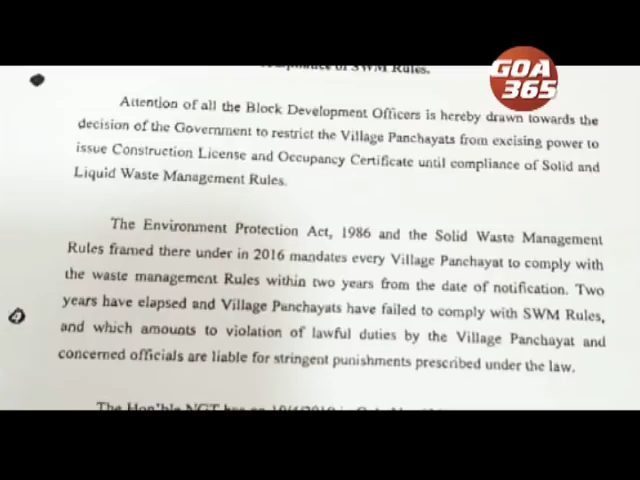 GOA
365
of SWM Rules.
Attention of all the Block Development Officers is hereby drawn towards the
decision of the Government to restrict the Village Panchayats from excising power to
issue Construction License and Occupancy Certificate until compliance of Solid and
Liquid Waste Management Rules.
The Environment Protection Act, 1986 and the Solid Waste Management
Rules framed there under in 2016 mandates every Village Panchayat to comply with
the waste management Rules within two years from the date of notification. Two
years have elapsed and Village Panchayats have failed to comply with SWM Rules,
and which amounts to violation of lawful duties by the Village Panchayat and
concerned officials are liable for stringent punishments prescribed under the law.
The Hon'ble NGT has on